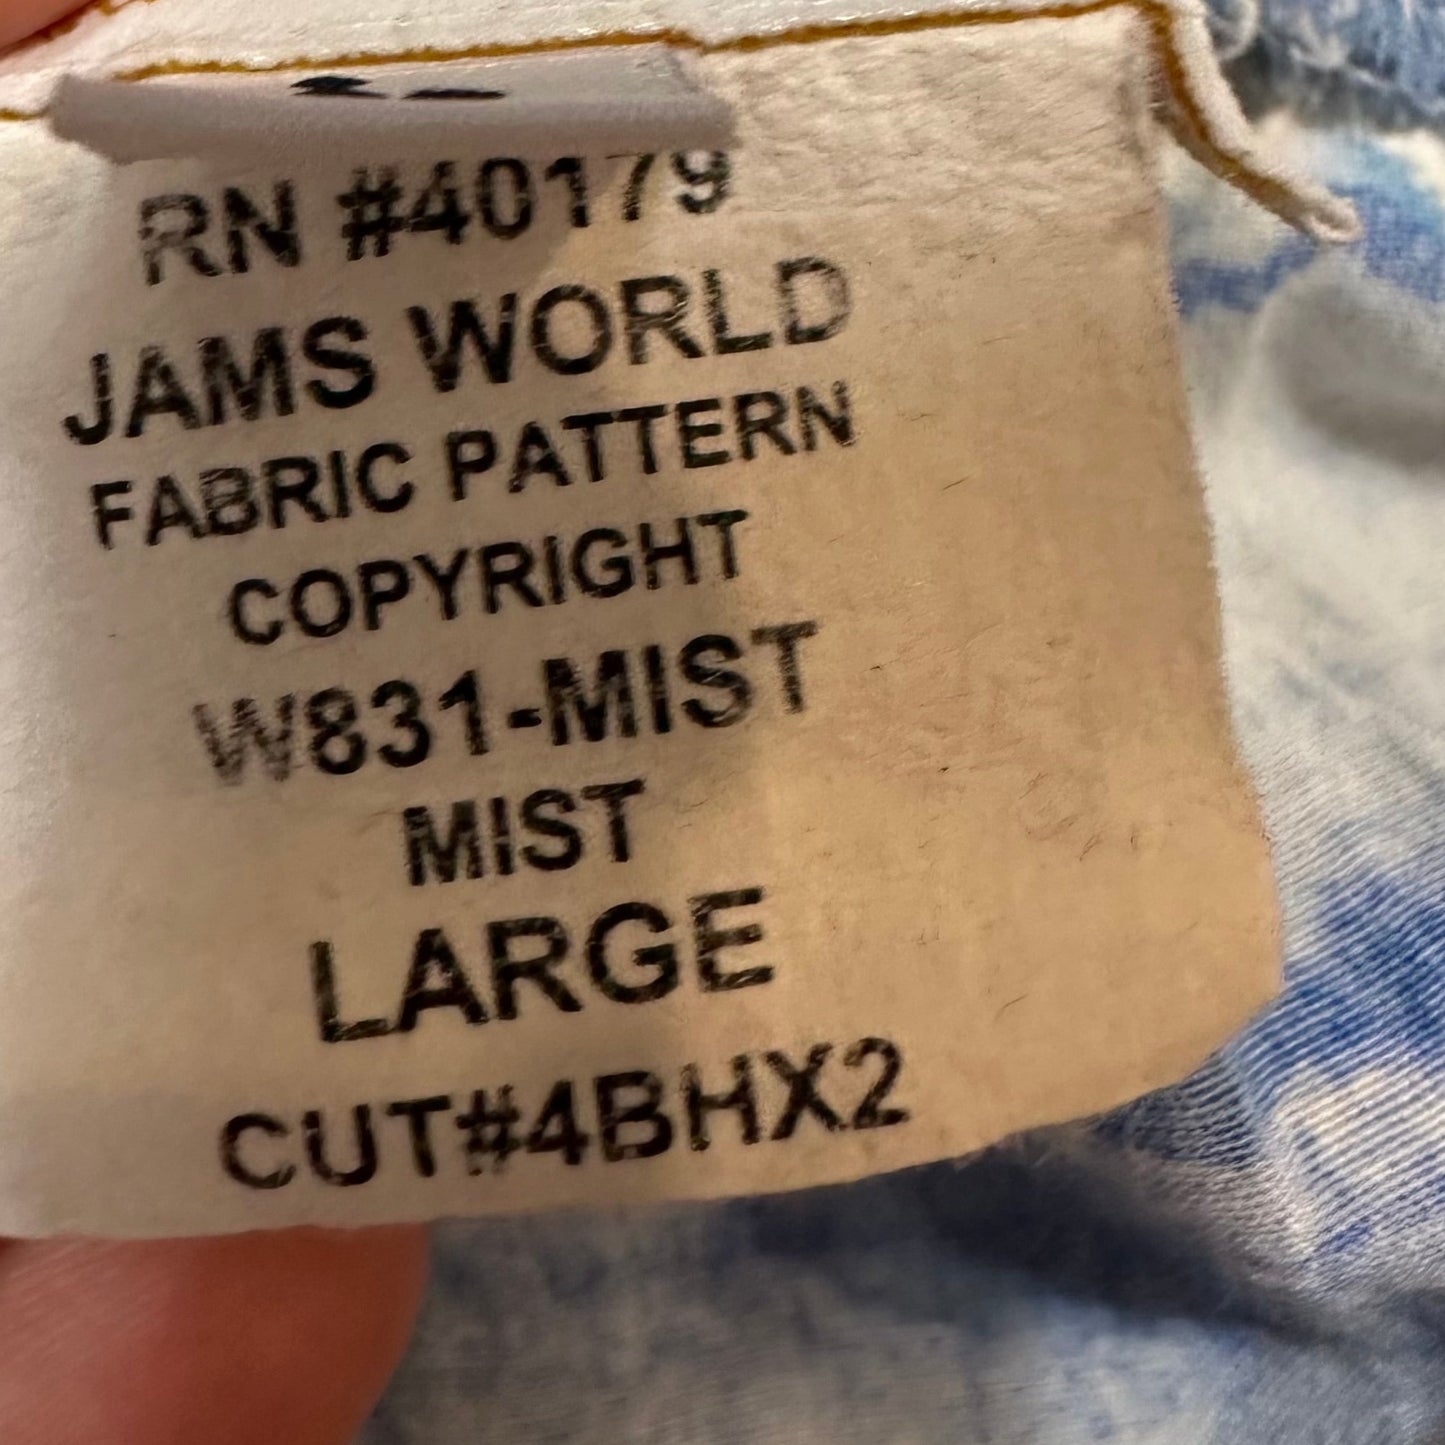 RN #40179
JAMS WORLD
FABRIC PATTERN
COPYRIGHT
W831-MIST
MIST
LARGE
CUT#4BHX2